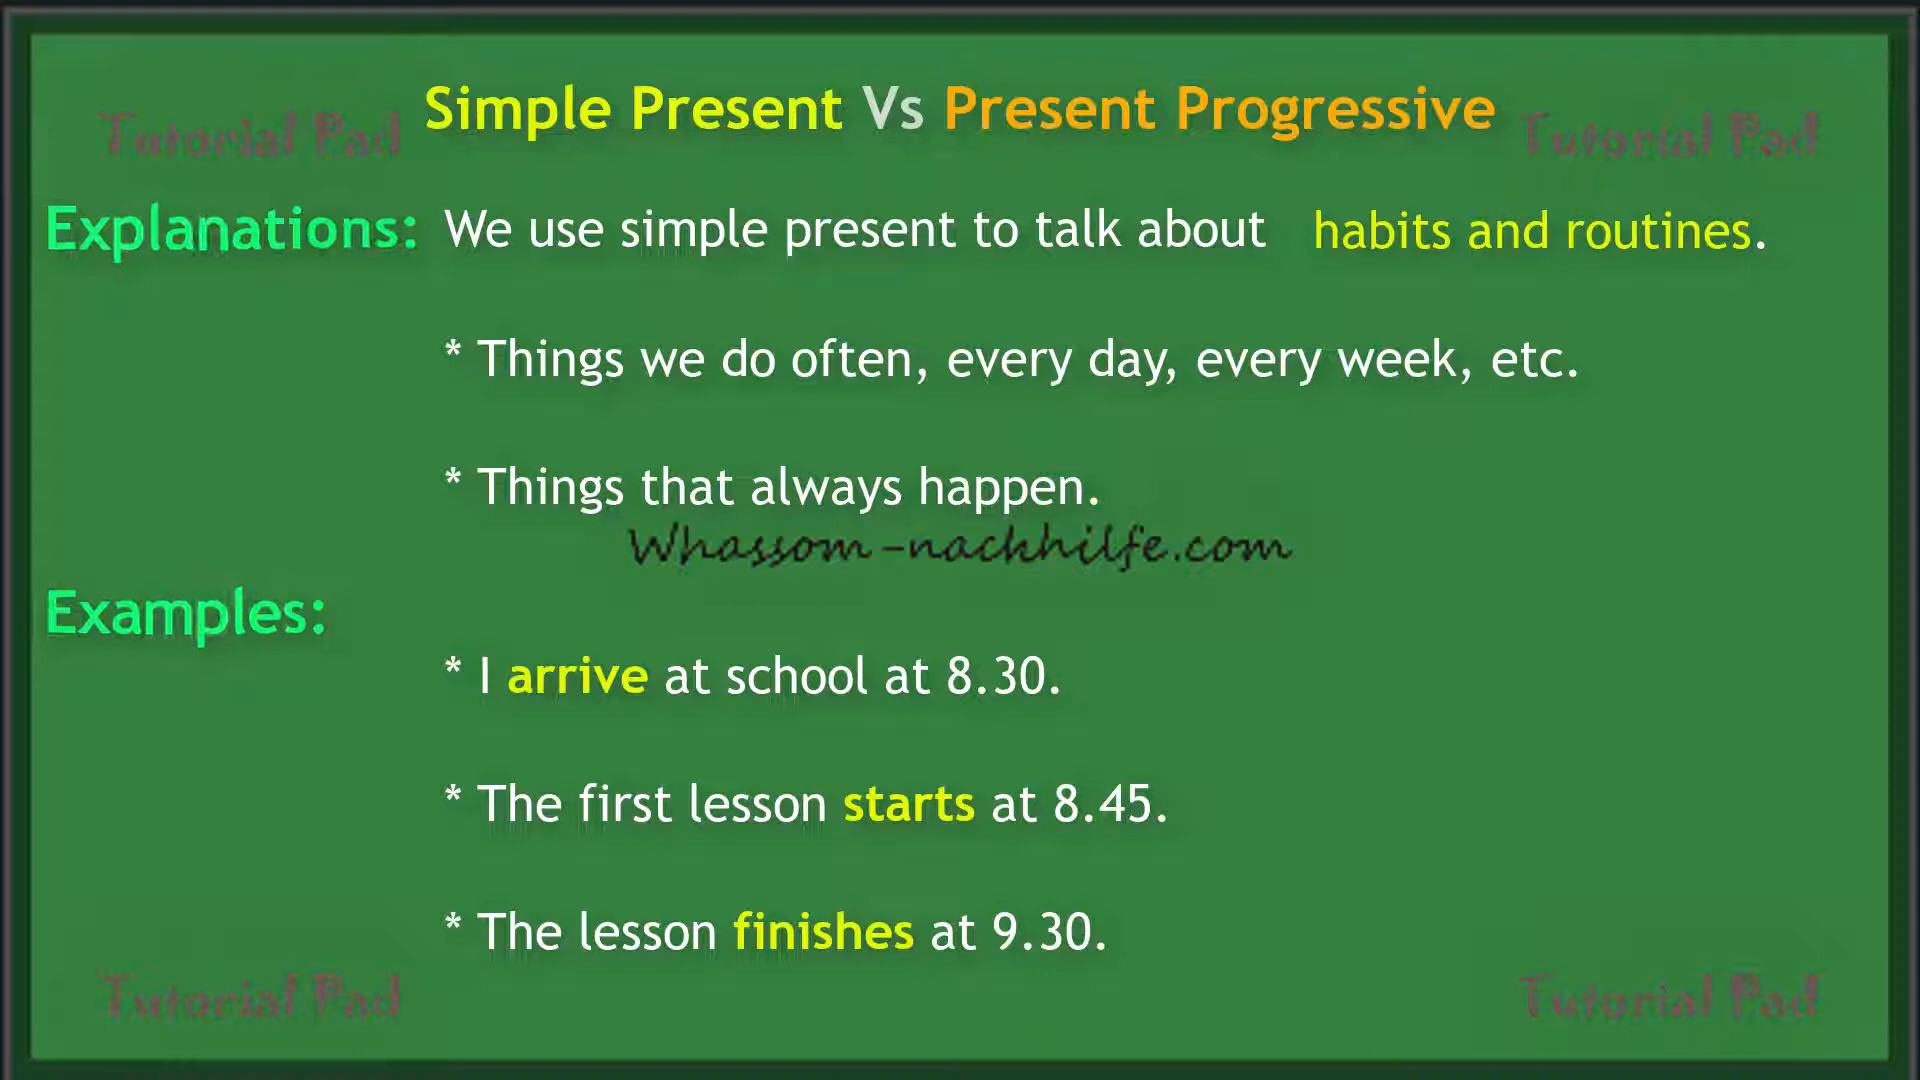 Simple Present Vs Present Progressive
Tutorial Pad
Tutorial Pad
Explanations: We use simple present to talk about habits and routines.
* Things we do often, every day, every week, etc.
* Things that always happen.
Whassom-nackhilfe.com
Examples:
* I arrive at school at 8.30.
* The first lesson starts at 8.45.
* The lesson finishes at 9.30.
Tutorial Pad
Tutorial Pad